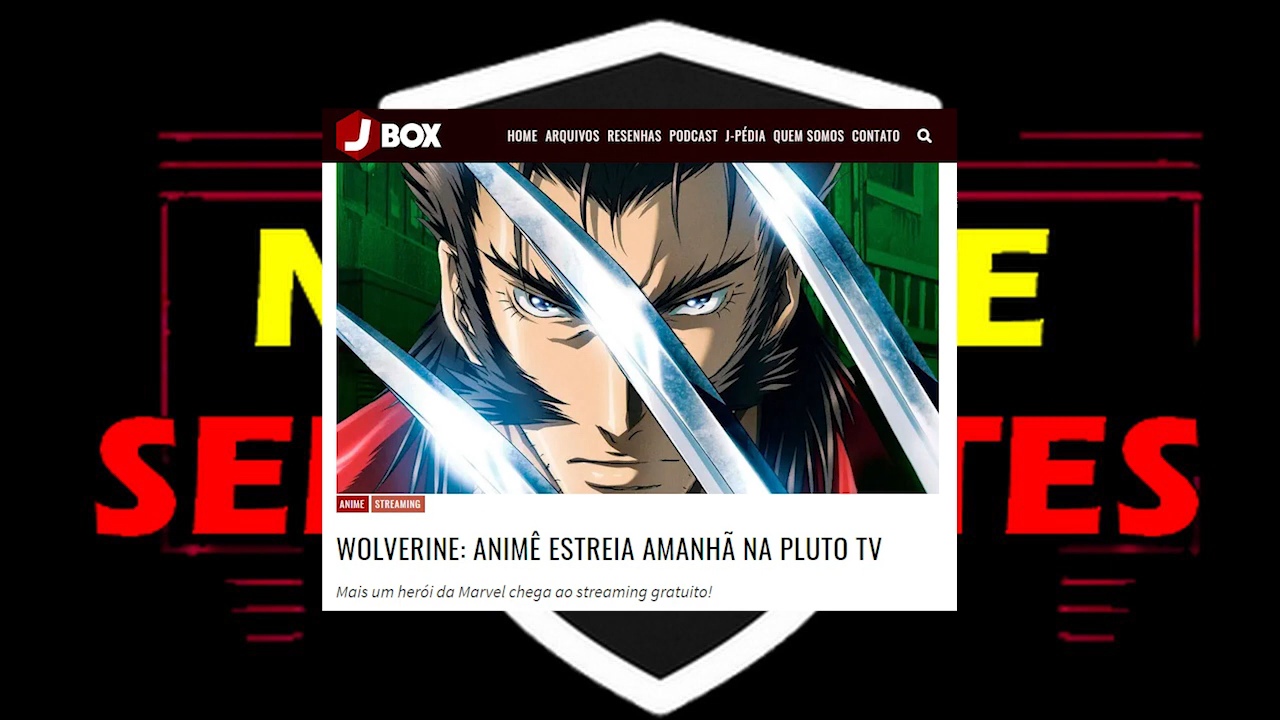 J BOX
HOME ARQUIVOS RESENHAS PODCAST J-PÉDIA QUEM SOMOS CONTATO
ANIME STREAMING
WOLVERINE: ANIMÊ ESTREIA AMANHÃ NA PLUTO TV
Mais um herói da Marvel chega ao streaming gratuito!